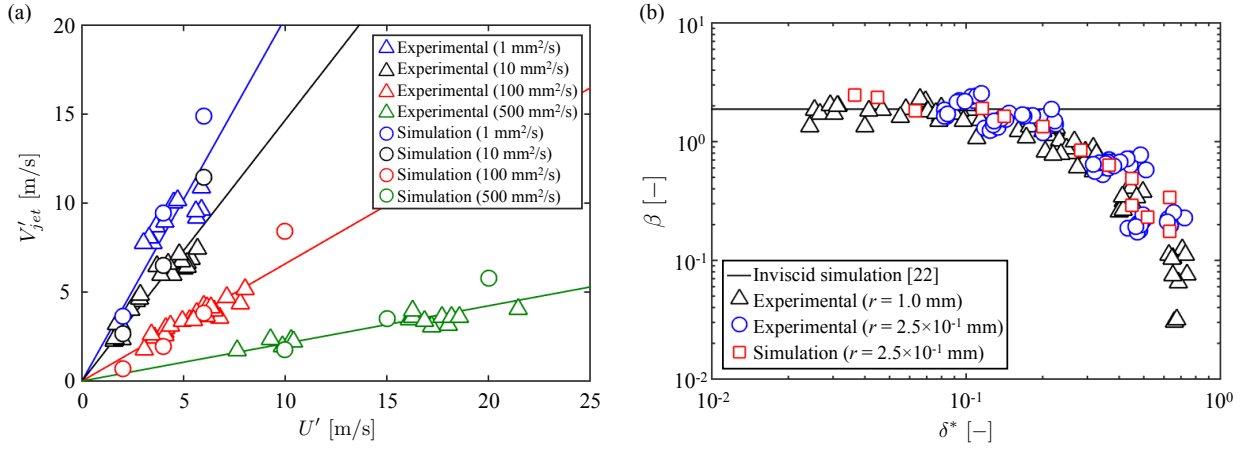 (a)
20
15
10
5
0
0
5
10
15
20
25
V′jet [m/s]
U′ [m/s]
Experimental (1 mm²/s)
Experimental (10 mm²/s)
Experimental (100 mm²/s)
Experimental (500 mm²/s)
Simulation (1 mm²/s)
Simulation (10 mm²/s)
Simulation (100 mm²/s)
Simulation (500 mm²/s)
(b)
10¹
10⁰
10⁻¹
10⁻²
10⁻²
10⁻¹
10⁰
β [−]
δ* [−]
Inviscid simulation [22]
Experimental (r = 1.0 mm)
Experimental (r = 2.5×10⁻¹ mm)
Simulation (r = 2.5×10⁻¹ mm)